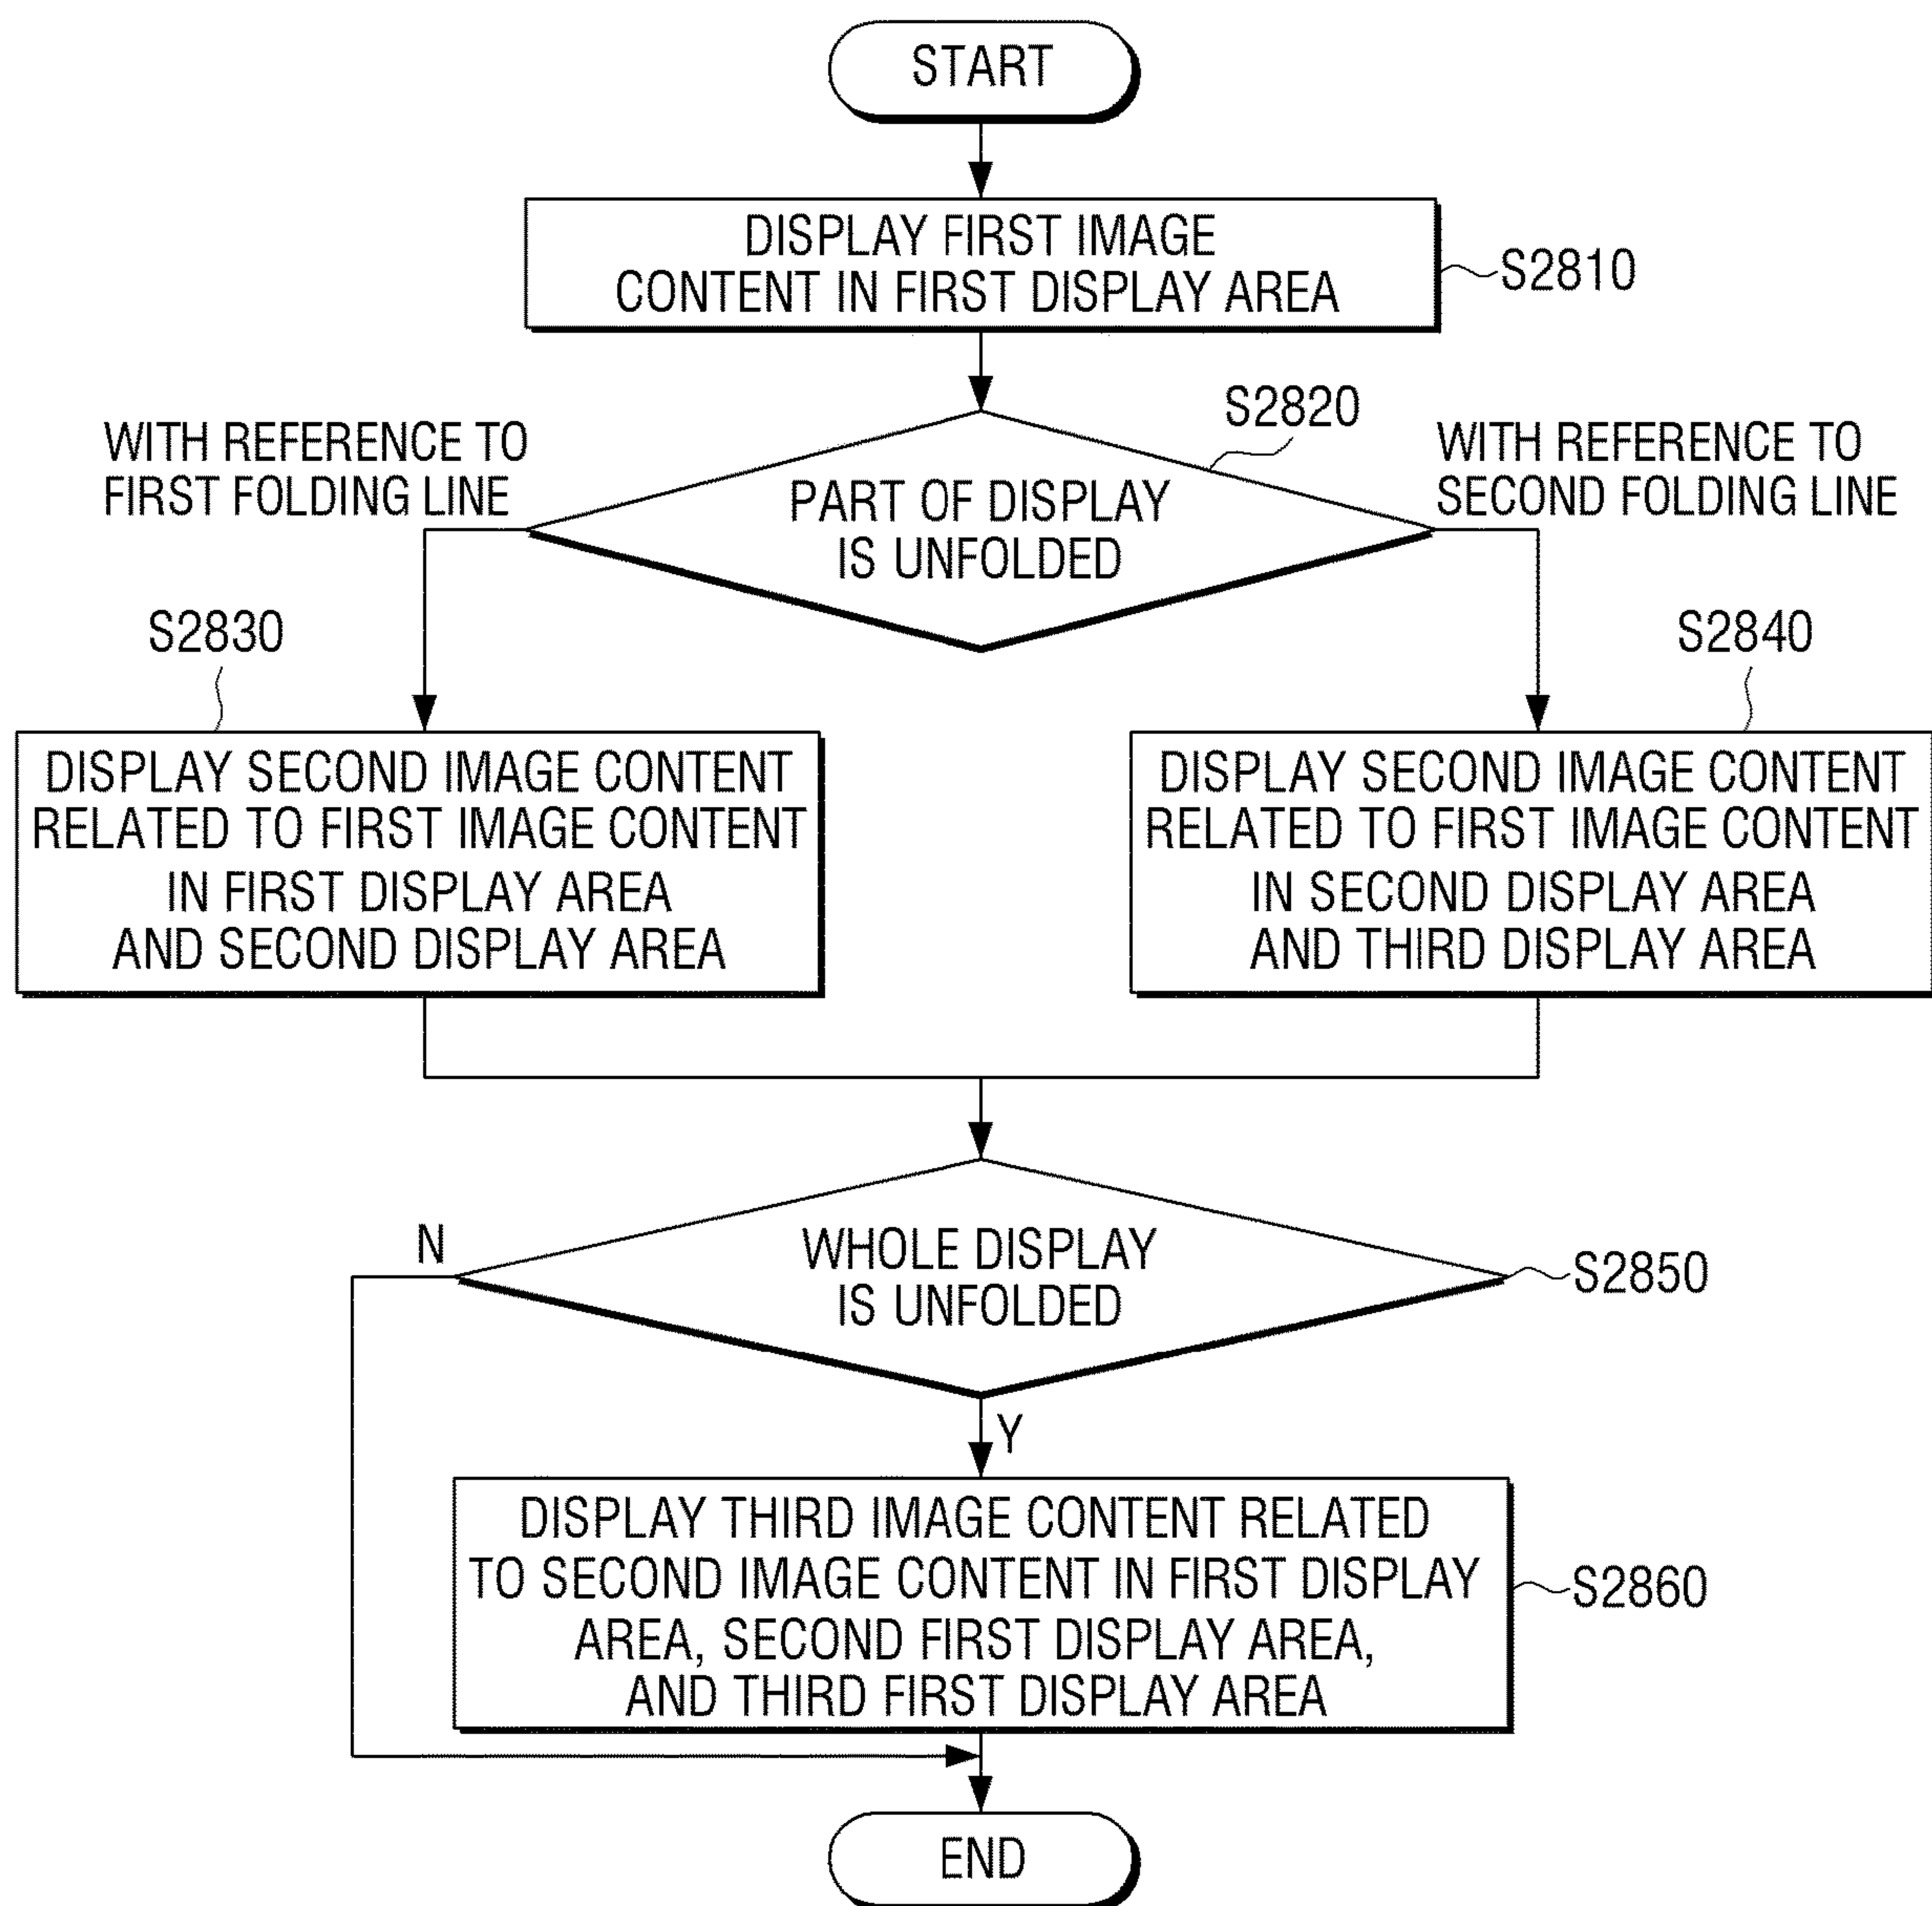 START
DISPLAY FIRST IMAGE
CONTENT IN FIRST DISPLAY AREA
S2810
S2820
WITH REFERENCE TO
FIRST FOLDING LINE
PART OF DISPLAY
IS UNFOLDED
WITH REFERENCE TO
SECOND FOLDING LINE
S2830
DISPLAY SECOND IMAGE CONTENT
RELATED TO FIRST IMAGE CONTENT
IN FIRST DISPLAY AREA
AND SECOND DISPLAY AREA
S2840
DISPLAY SECOND IMAGE CONTENT
RELATED TO FIRST IMAGE CONTENT
IN SECOND DISPLAY AREA
AND THIRD DISPLAY AREA
N
WHOLE DISPLAY
IS UNFOLDED
S2850
Y
DISPLAY THIRD IMAGE CONTENT RELATED
TO SECOND IMAGE CONTENT IN FIRST DISPLAY
AREA, SECOND FIRST DISPLAY AREA,
AND THIRD FIRST DISPLAY AREA
S2860
END